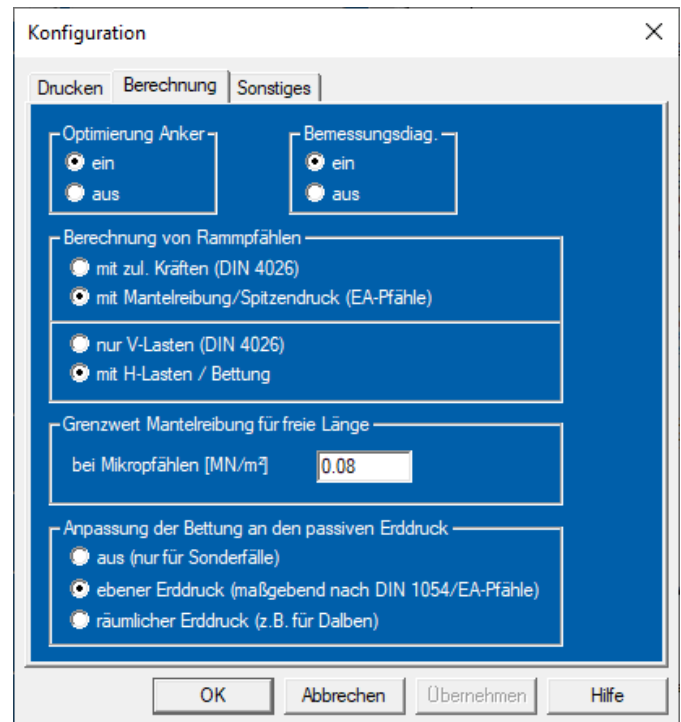 Konfiguration
Drucken Berechnung Sonstiges
Optimierung Anker Bemessungsdiag.
ein ein
aus aus
Berechnung von Rammpfählen
mit zul. Kräften (DIN 4026)
mit Mantelreibung/Spitzendruck (EA-Pfähle)
nur V-Lasten (DIN 4026)
mit H-Lasten / Bettung
Grenzwert Mantelreibung für freie Länge
bei Mikropfählen [MN/m²] 0.08
Anpassung der Bettung an den passiven Erddruck
aus (nur für Sonderfälle)
ebener Erddruck (maßgebend nach DIN 1054/EA-Pfähle)
räumlicher Erddruck (z.B. für Dalben)
OK Abbrechen Übernehmen Hilfe